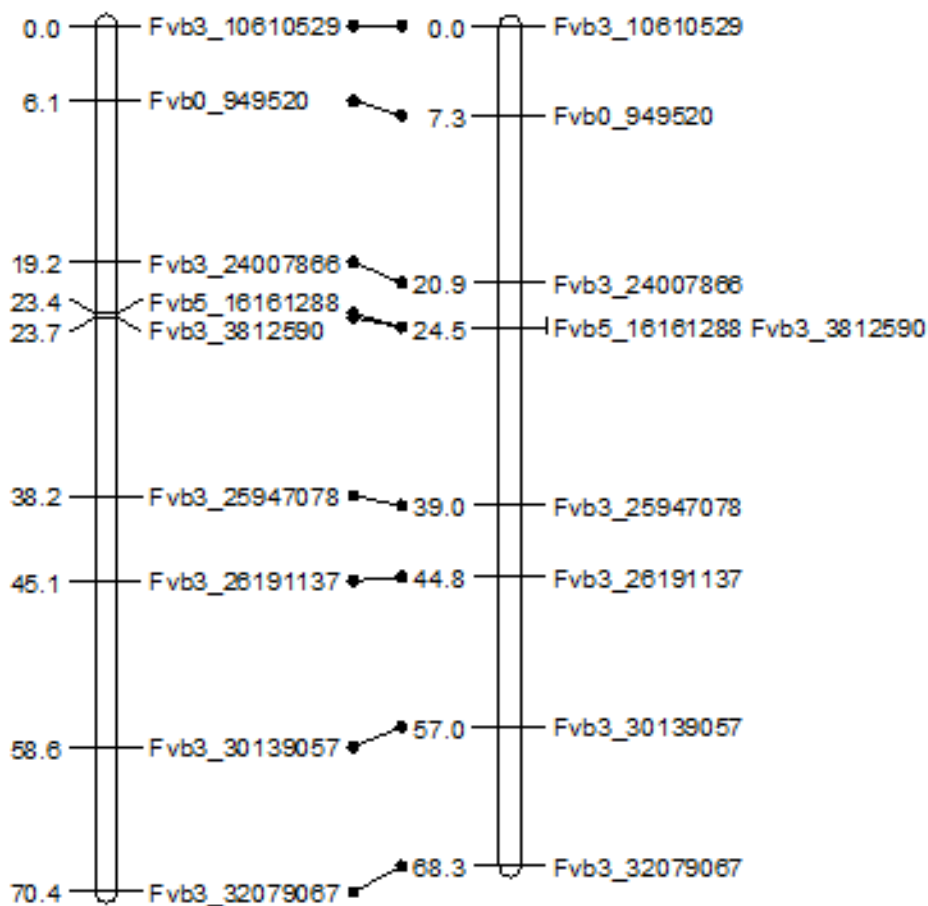 0.0 Fvb3_10610529 0.0 Fvb3_10610529
6.1 Fvb0_949520 7.3 Fvb0_949520
19.2 Fvb3_24007866 20.9 Fvb3_24007866
23.4 Fvb5_16161288
23.7 Fvb3_3812590 24.5 Fvb5_16161288 Fvb3_3812590
38.2 Fvb3_25947078 39.0 Fvb3_25947078
45.1 Fvb3_26191137 44.8 Fvb3_26191137
58.6 Fvb3_30139057 57.0 Fvb3_30139057
70.4 Fvb3_32079067 68.3 Fvb3_32079067